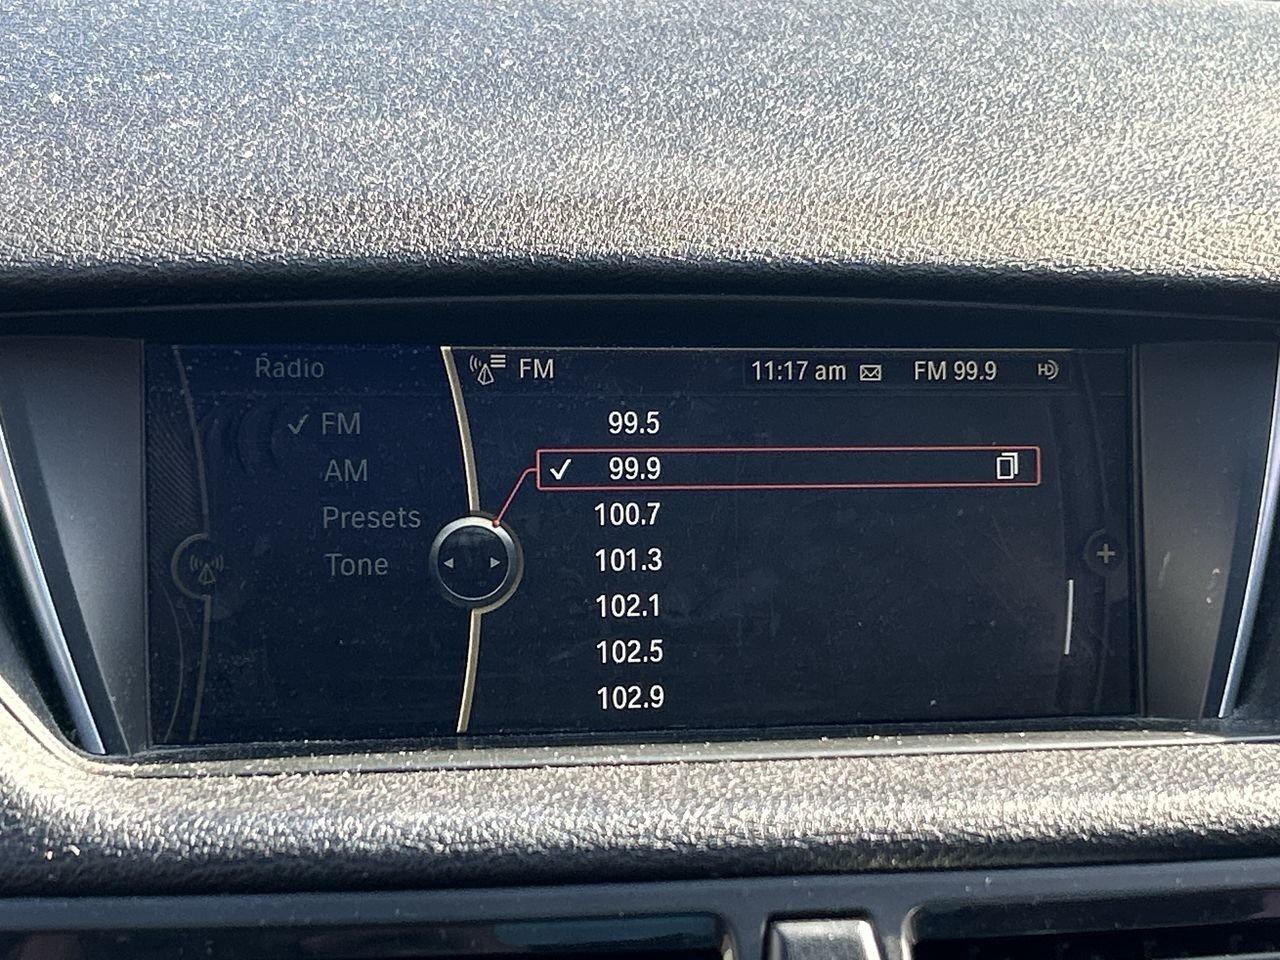 Radio
FM
AM
Presets
Tone
FM 11:17 am FM 99.9 HD
99.5
99.9
100.7
101.3
102.1
102.5
102.9